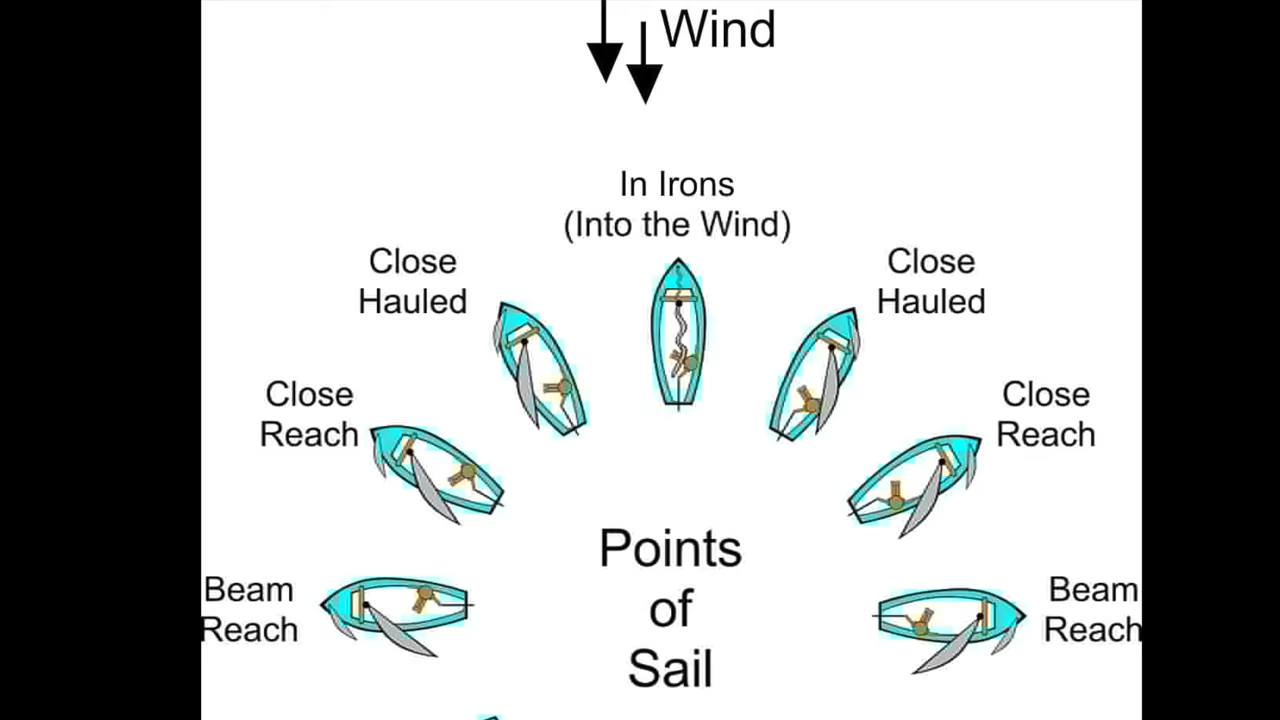 Wind
In Irons
(Into the Wind)
Close
Hauled
Close
Hauled
Close
Reach
Close
Reach
Points
of
Sail
Beam
Reach
Beam
Reach